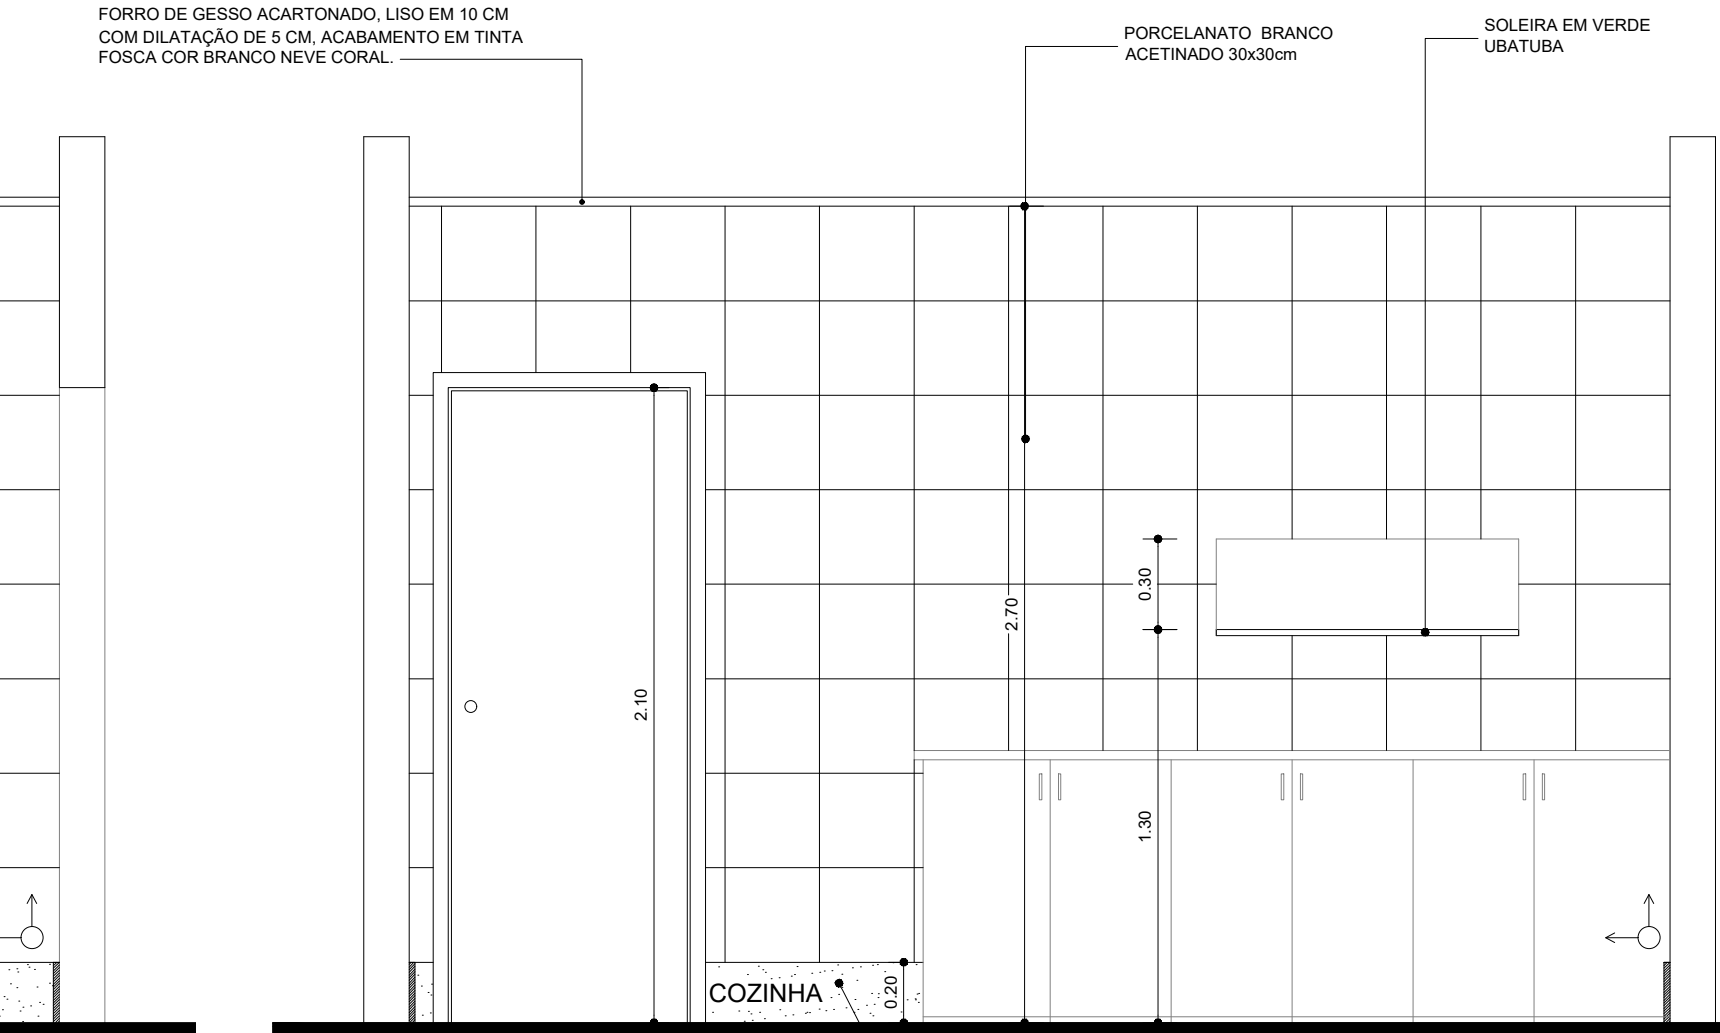 FORRO DE GESSO ACARTONADO, LISO EM 10 CM
COM DILATAÇÃO DE 5 CM, ACABAMENTO EM TINTA
FOSCA COR BRANCO NEVE CORAL.
PORCELANATO BRANCO
ACETINADO 30x30cm
SOLEIRA EM VERDE
UBATUBA
2.10
2.70
0.30
1.30
COZINHA
0.20